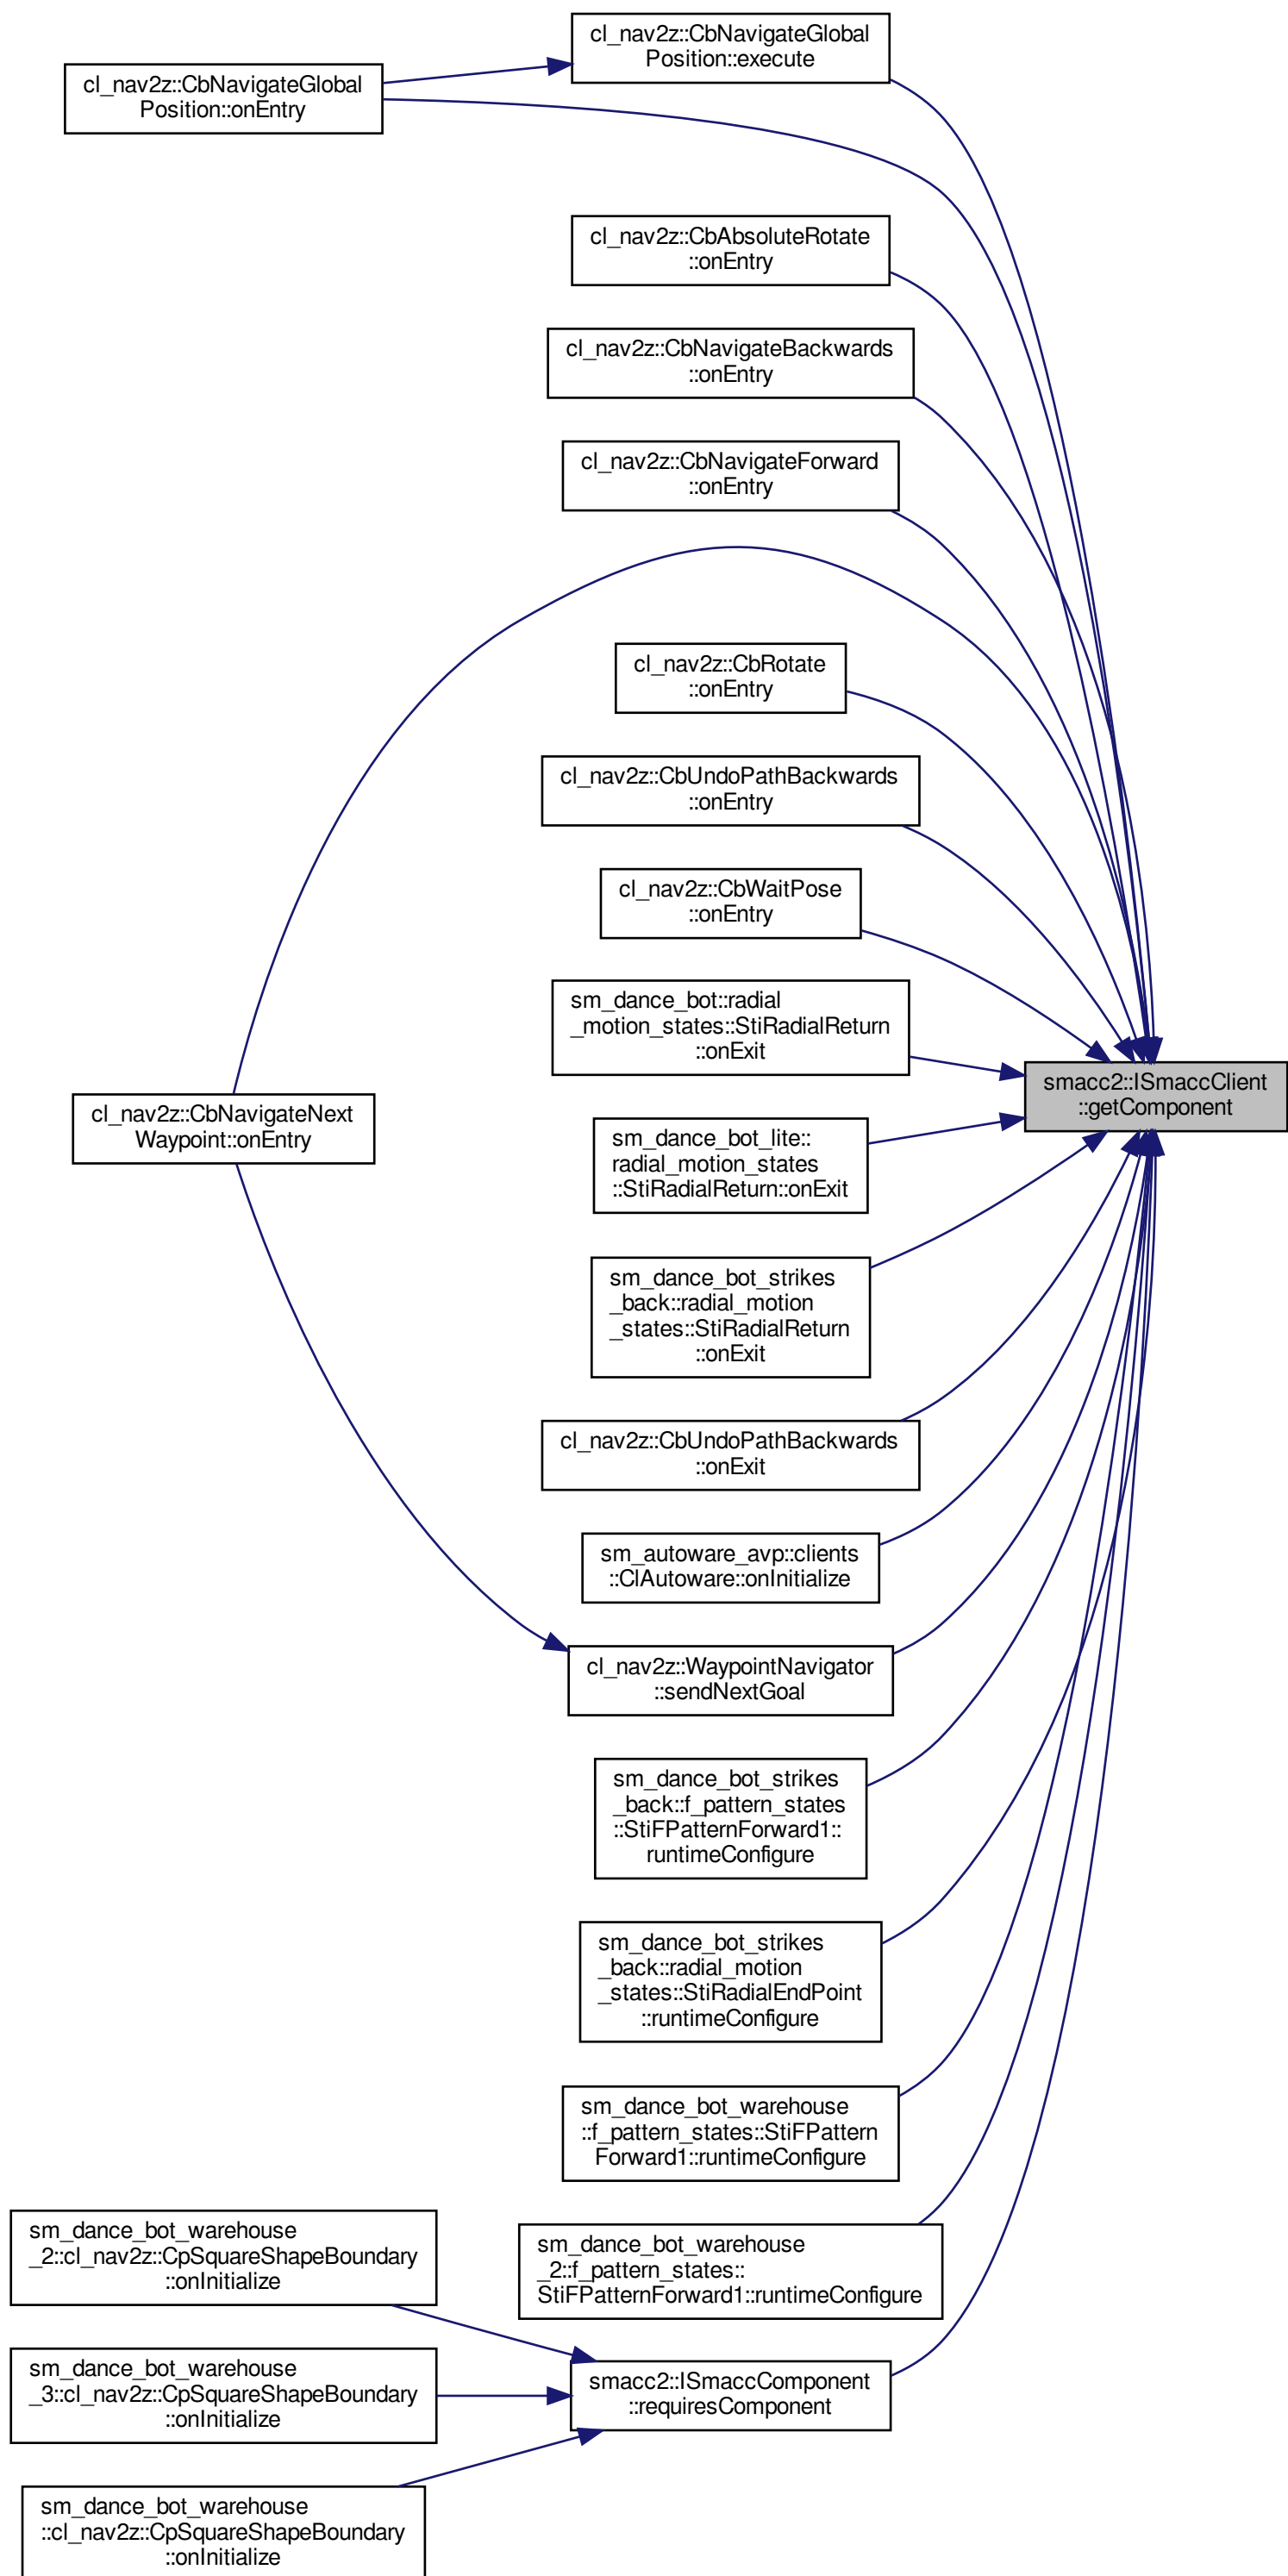 cl_nav2z::CbNavigateGlobal
Position::execute
cl_nav2z::CbNavigateGlobal
Position::onEntry
cl_nav2z::CbAbsoluteRotate
::onEntry
cl_nav2z::CbNavigateBackwards
::onEntry
cl_nav2z::CbNavigateForward
::onEntry
cl_nav2z::CbRotate
::onEntry
cl_nav2z::CbUndoPathBackwards
::onEntry
cl_nav2z::CbWaitPose
::onEntry
sm_dance_bot::radial
_motion_states::StiRadialReturn
::onExit
smacc2::ISmaccClient
::getComponent
cl_nav2z::CbNavigateNext
Waypoint::onEntry
sm_dance_bot_lite::
radial_motion_states
::StiRadialReturn::onExit
sm_dance_bot_strikes
_back::radial_motion
_states::StiRadialReturn
::onExit
cl_nav2z::CbUndoPathBackwards
::onExit
sm_autoware_avp::clients
::ClAutoware::onInitialize
cl_nav2z::WaypointNavigator
::sendNextGoal
sm_dance_bot_strikes
_back::f_pattern_states
::StiFPatternForward1::
runtimeConfigure
sm_dance_bot_strikes
_back::radial_motion
_states::StiRadialEndPoint
::runtimeConfigure
sm_dance_bot_warehouse
::f_pattern_states::StiFPattern
Forward1::runtimeConfigure
sm_dance_bot_warehouse
_2::f_pattern_states::
StiFPatternForward1::runtimeConfigure
sm_dance_bot_warehouse
_2::cl_nav2z::CpSquareShapeBoundary
::onInitialize
sm_dance_bot_warehouse
_3::cl_nav2z::CpSquareShapeBoundary
::onInitialize
smacc2::ISmaccComponent
::requiresComponent
sm_dance_bot_warehouse
::cl_nav2z::CpSquareShapeBoundary
::onInitialize